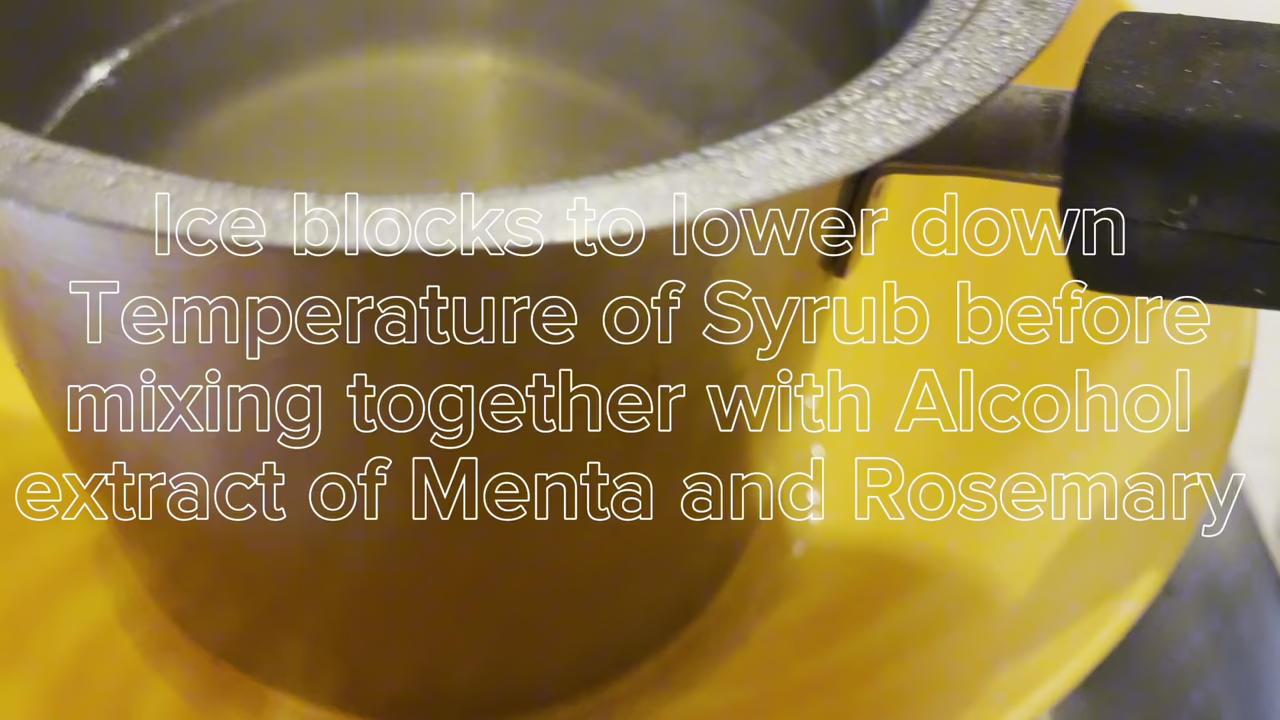 Ice blocks to lower down
Temperature of Syrub before
mixing together with Alcohol
extract of Menta and Rosemary